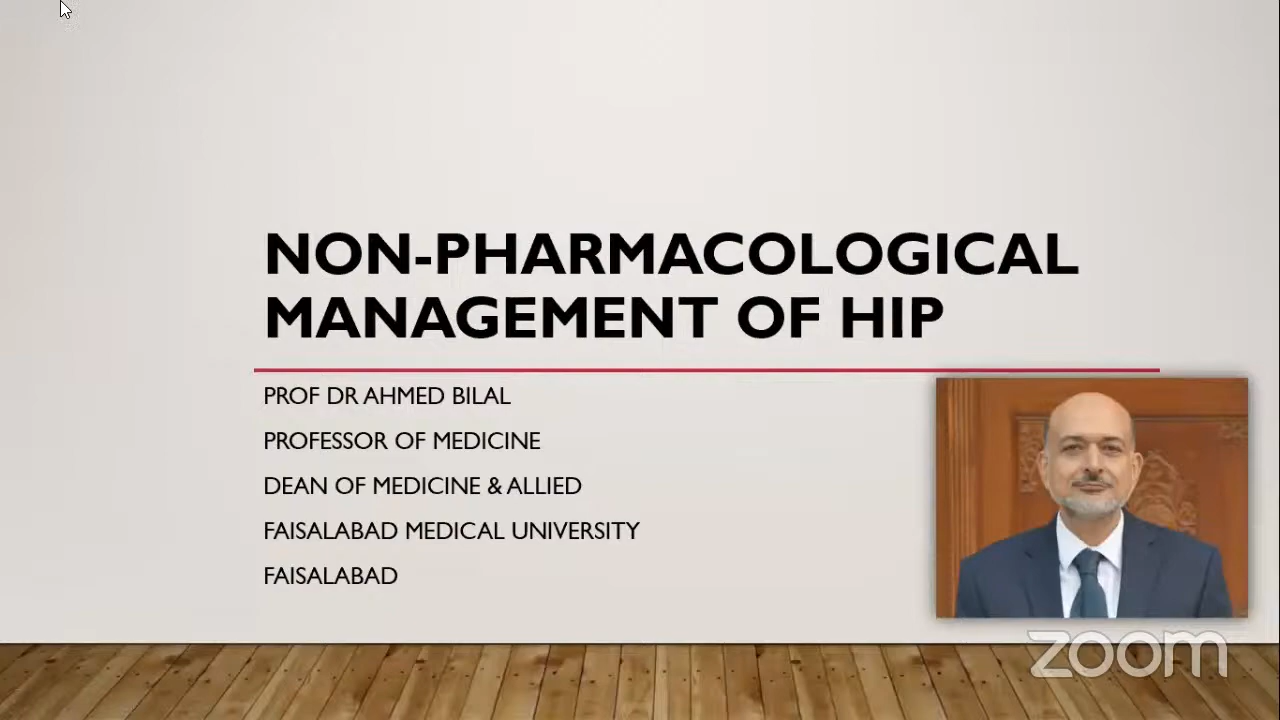 NON-PHARMACOLOGICAL
MANAGEMENT OF HIP
PROF DR AHMED BILAL
PROFESSOR OF MEDICINE
DEAN OF MEDICINE & ALLIED
FAISALABAD MEDICAL UNIVERSITY
FAISALABAD
zoom